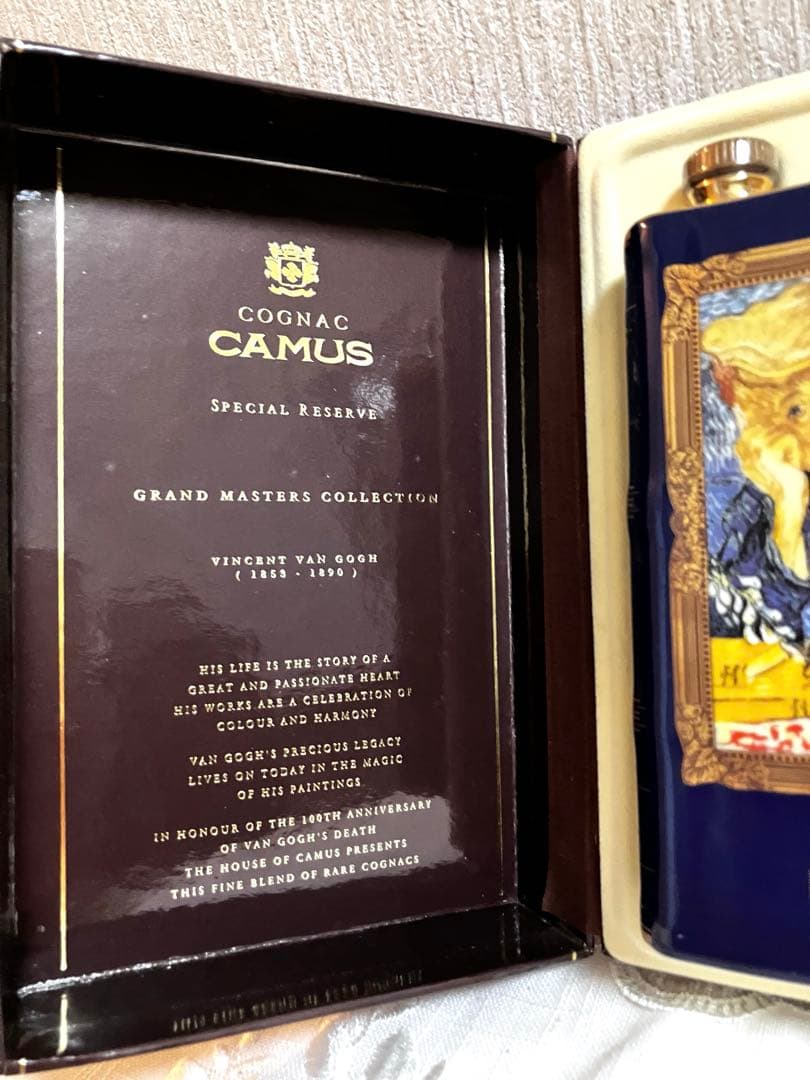 COGNAC
CAMUS
SPECIAL RESERVE
GRAND MASTERS COLLECTION
VINCENT VAN GOGH
( 1853 - 1890 )
HIS LIFE IS THE STORY OF A
GREAT AND PASSIONATE HEART
HIS WORKS ARE A CELEBRATION OF
COLOUR AND HARMONY
VAN GOGH'S PRECIOUS LEGACY
LIVES ON TODAY IN THE MAGIC
OF HIS PAINTINGS
IN HONOUR OF THE 100TH ANNIVERSARY
OF VAN GOGH'S DEATH
THE HOUSE OF CAMUS PRESENTS
THIS FINE BLEND OF RARE COGNACS